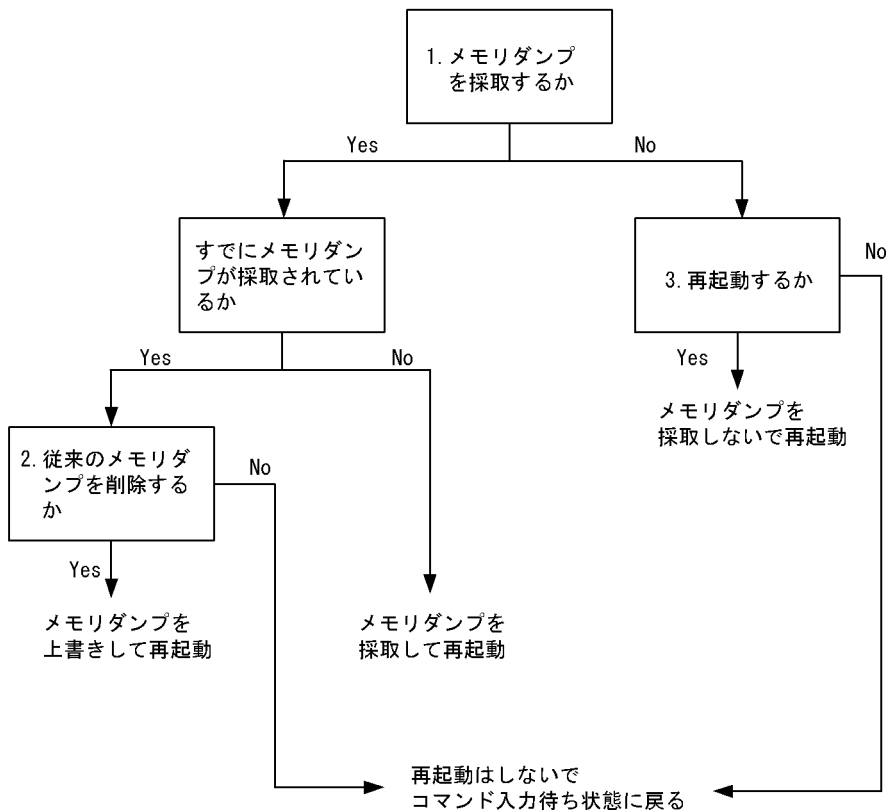 1. メモリダンプ
を採取するか
Yes
No
すでにメモリダン
プが採取されてい
るか
3. 再起動するか
No
Yes
No
Yes
メモリダンプを
採取しないで再起動
2. 従来のメモリダ
ンプを削除する
か
No
Yes
メモリダンプを
上書きして再起動
メモリダンプを
採取して再起動
再起動はしないで
コマンド入力待ち状態に戻る